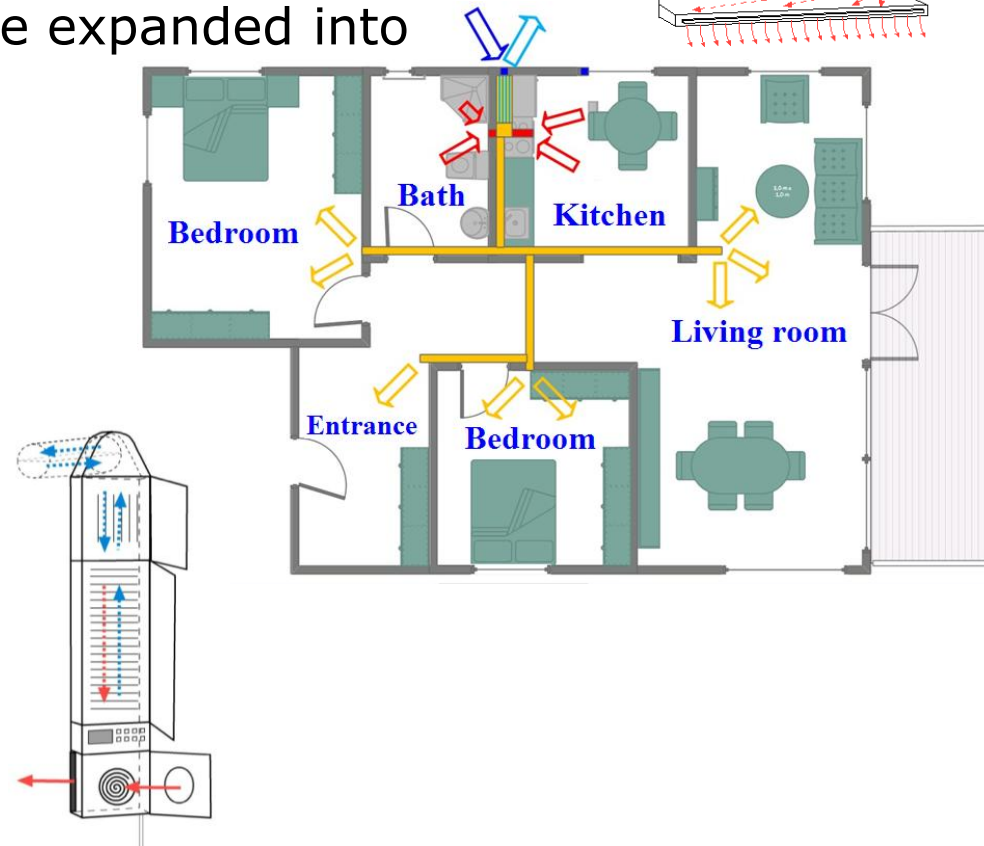 e expanded into
Bath
Kitchen
Bedroom
Living room
Entrance
Bedroom